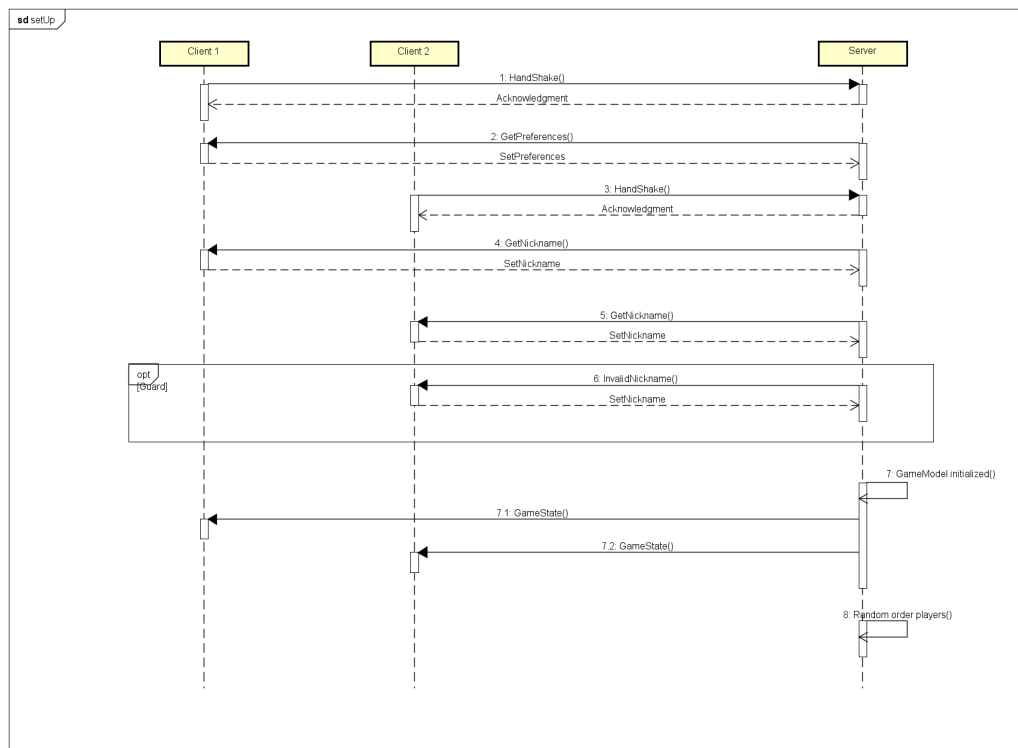 sd setUp
Client 1
Client 2
Server
1: HandShake()
Acknowledgment
2: GetPreferences()
SetPreferences
3: HandShake()
Acknowledgment
4: GetNickname()
SetNickname
5: GetNickname()
SetNickname
opt
[Guard]
6: InvalidNickname()
SetNickname
7: GameModel initialized()
7.1: GameState()
7.2: GameState()
8: Random order players()